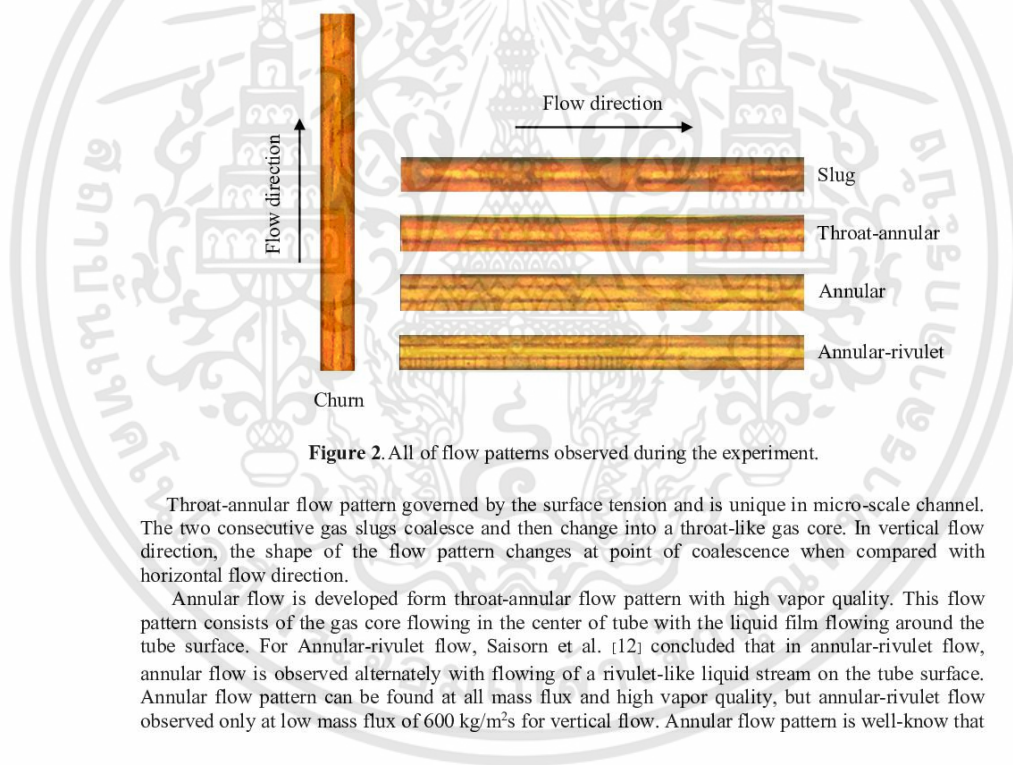 Flow direction
Flow direction
Slug
Throat-annular
Annular
Annular-rivulet
Churn
Figure 2. All of flow patterns observed during the experiment.
Throat-annular flow pattern governed by the surface tension and is unique in micro-scale channel.
The two consecutive gas slugs coalesce and then change into a throat-like gas core. In vertical flow
direction, the shape of the flow pattern changes at point of coalescence when compared with
horizontal flow direction.
Annular flow is developed form throat-annular flow pattern with high vapor quality. This flow
pattern consists of the gas core flowing in the center of tube with the liquid film flowing around the
tube surface. For Annular-rivulet flow, Saisorn et al. [12] concluded that in annular-rivulet flow,
annular flow is observed alternately with flowing of a rivulet-like liquid stream on the tube surface.
Annular flow pattern can be found at all mass flux and high vapor quality, but annular-rivulet flow
observed only at low mass flux of 600 kg/m²s for vertical flow. Annular flow pattern is well-know that